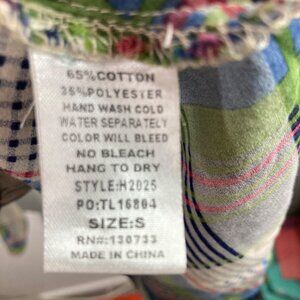 65%COTTON
35%POLYESTER
HAND WASH COLD
WATER SEPARATELY
COLOR WILL BLEED
NO BLEACH
HANG TO DRY
STYLE:H2025
PO:TL16804
SIZE:S
RN#:130733
MADE IN CHINA